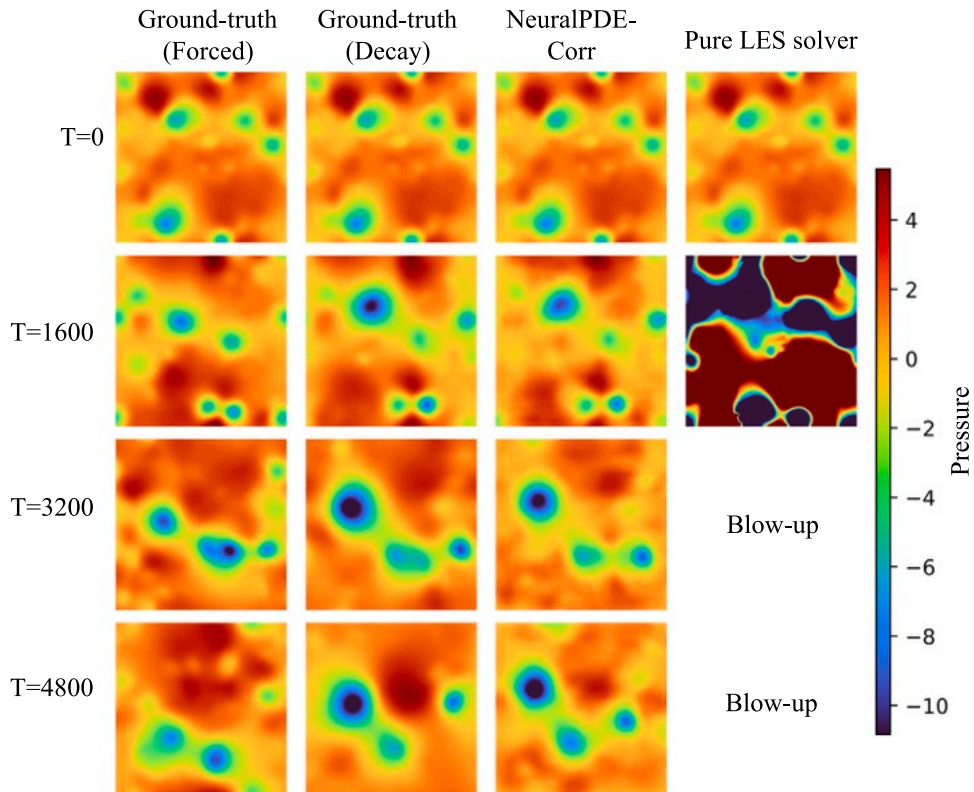 Ground-truth
(Forced)
Ground-truth
(Decay)
NeuralPDE-
Corr
Pure LES solver
T=0
T=1600
T=3200
Blow-up
T=4800
Blow-up
4
2
0
−2
−4
−6
−8
−10
Pressure